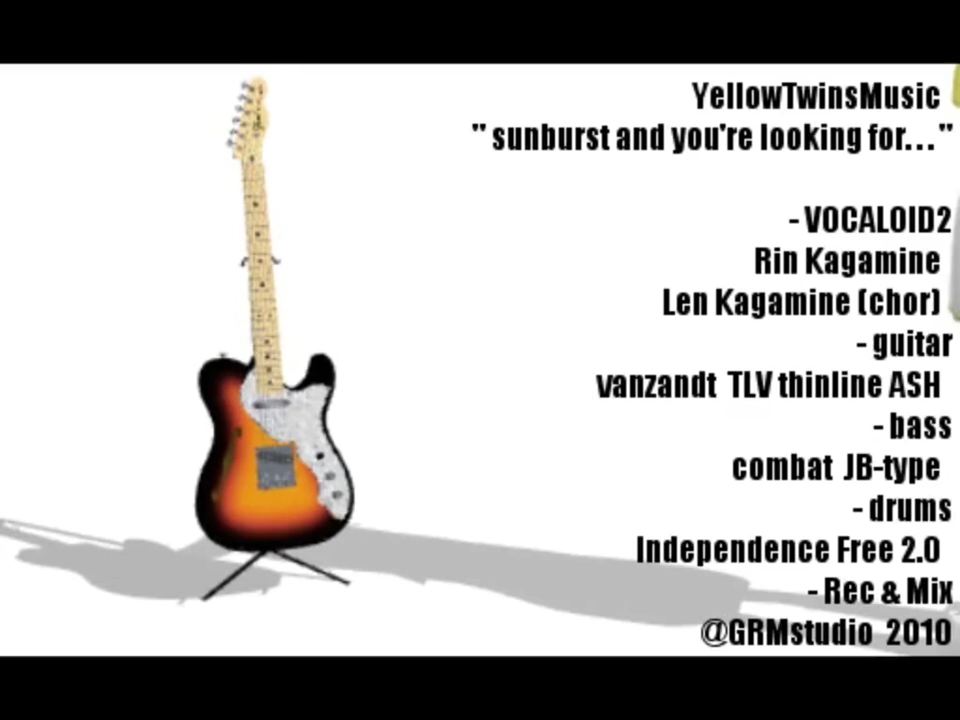 YellowTwinsMusic
" sunburst and you're looking for... "
- VOCALOID2
Rin Kagamine
Len Kagamine (chor)
- guitar
vanzandt TLV thinline ASH
- bass
combat JB-type
- drums
Independence Free 2.0
- Rec & Mix
@GRMstudio 2010